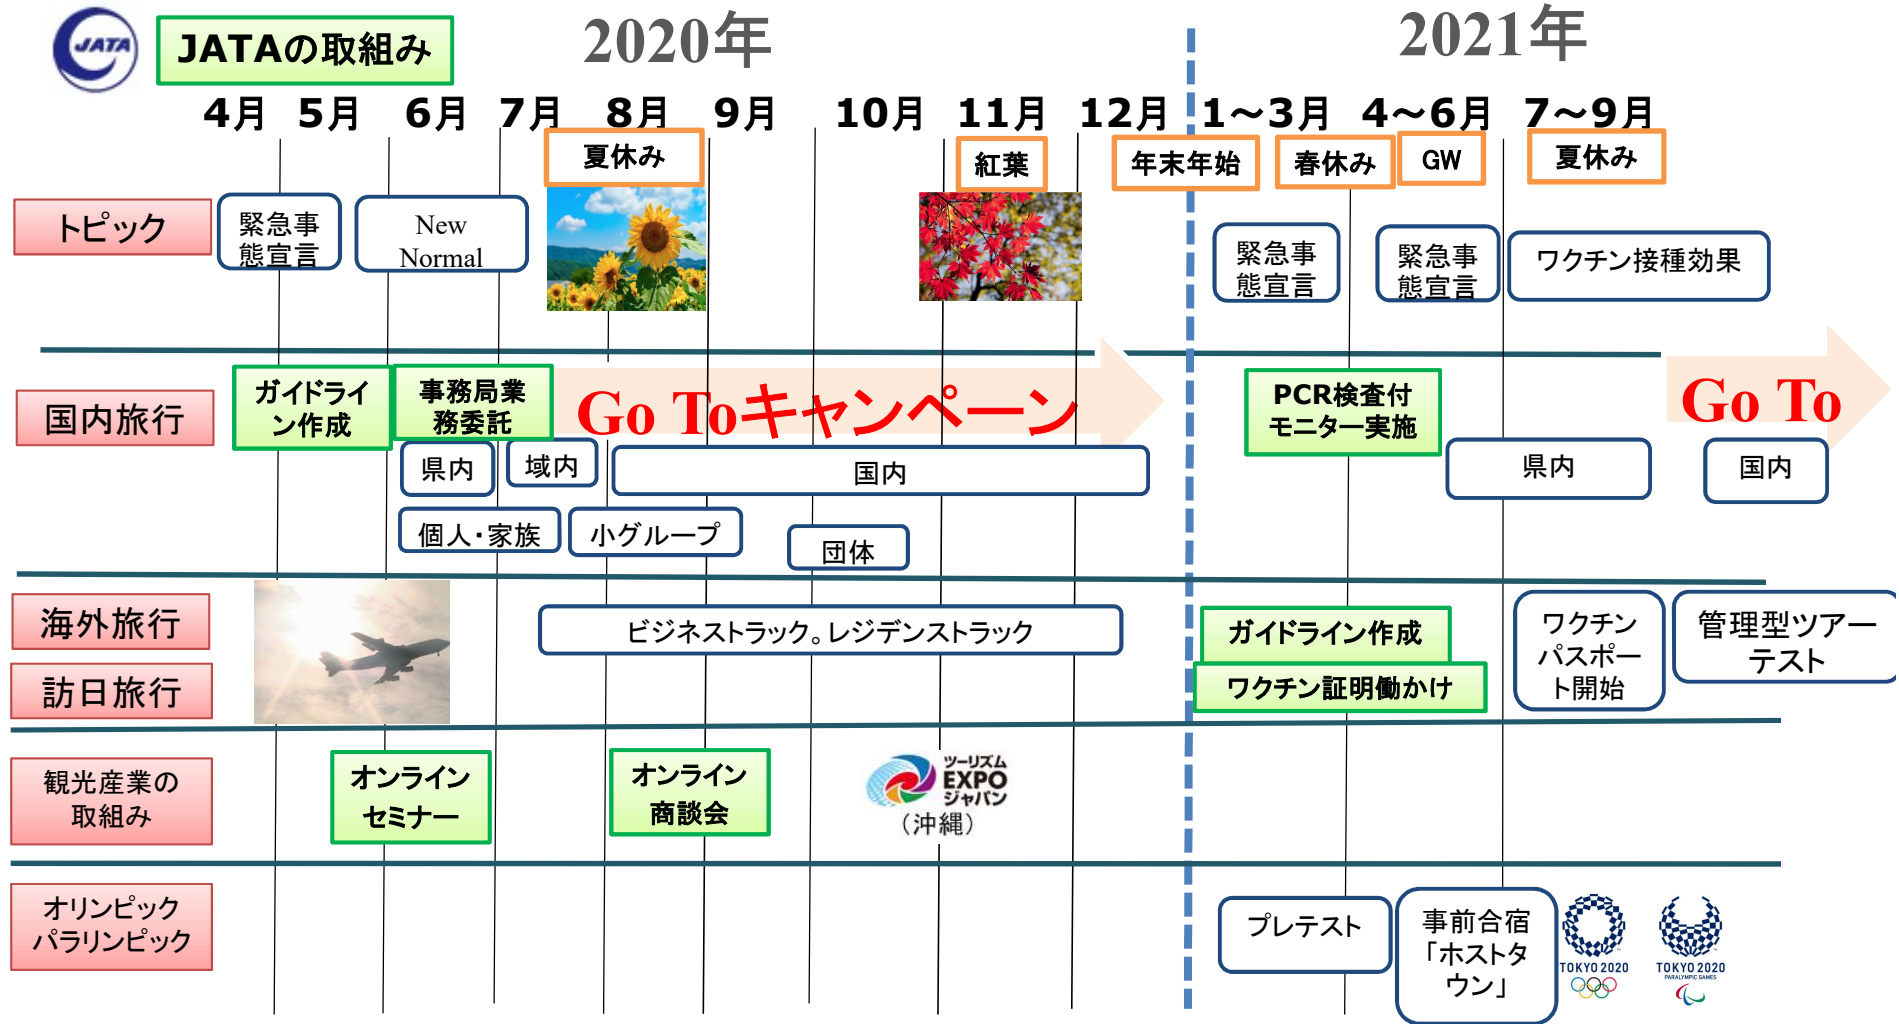 JATA
JATAの取組み
2020年
2021年
4月 5月 6月 7月 8月 9月 10月 11月 12月 1～3月 4～6月 7～9月
夏休み
紅葉
年末年始
春休み
GW
夏休み
トピック
緊急事
態宣言
New
Normal
緊急事
態宣言
緊急事
態宣言
ワクチン接種効果
国内旅行
ガイドライ
ン作成
事務局業
務委託
Go Toキャンペーン
PCR検査付
モニター実施
Go To
県内
域内
国内
県内
国内
個人・家族
小グループ
団体
海外旅行
訪日旅行
ビジネストラック。レジデンストラック
ガイドライン作成
ワクチン証明働かけ
ワクチン
パスポー
ト開始
管理型ツアー
テスト
観光産業の
取組み
オンライン
セミナー
オンライン
商談会
ツーリズム
EXPO
ジャパン
（沖縄）
オリンピック
パラリンピック
プレテスト
事前合宿
「ホストタ
ウン」
TOKYO 2020
TOKYO 2020
PARALYMPIC GAMES